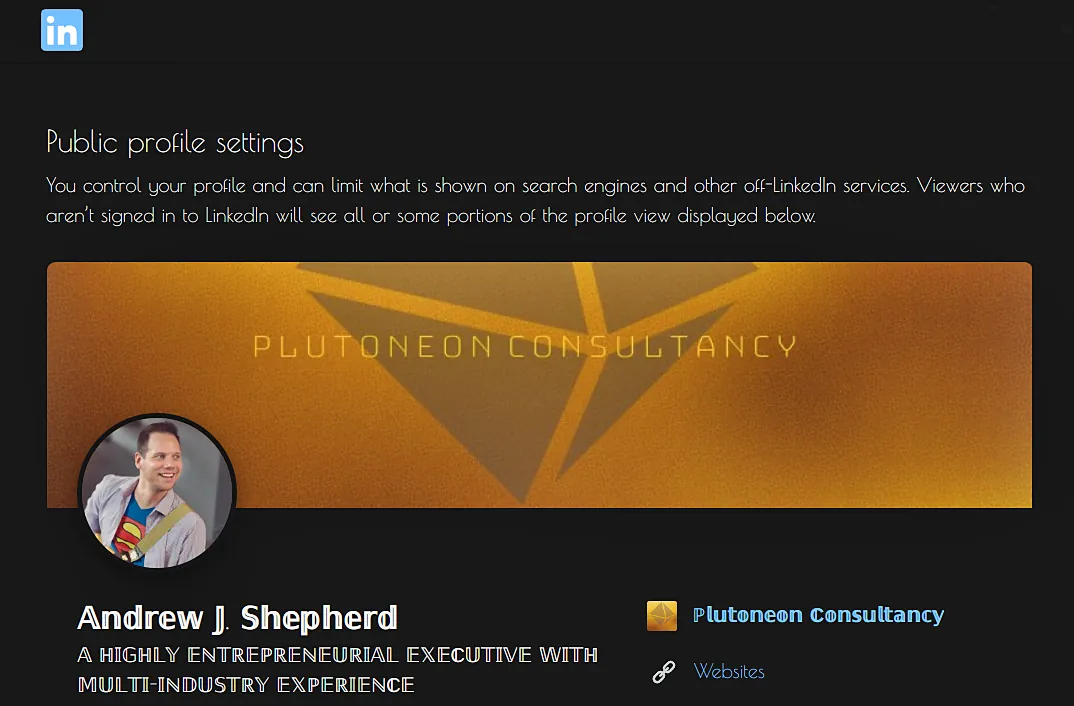 in
Public profile settings
You control your profile and can limit what is shown on search engines and other off-LinkedIn services. Viewers who
aren't signed in to LinkedIn will see all or some portions of the profile view displayed below.
PLUTONEON CONSULTANCY
Andrew J. Shepherd
A HIGHLY ENTREPRENEURIAL EXECUTIVE WITH
MULTI-INDUSTRY EXPERIENCE
Plutoneon Consultancy
Websites